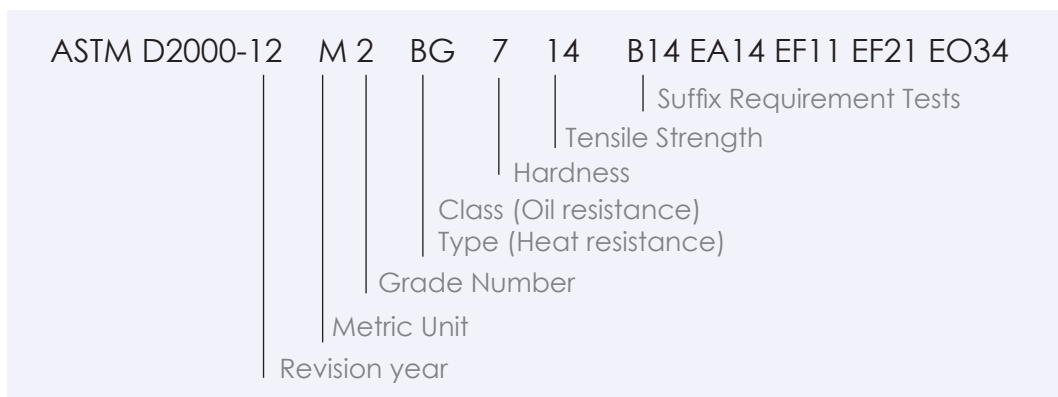 ASTM D2000-12 M 2 BG 7 14 B14 EA14 EF11 EF21 EO34
Suffix Requirement Tests
Tensile Strength
Hardness
Class (Oil resistance)
Type (Heat resistance)
Grade Number
Metric Unit
Revision year